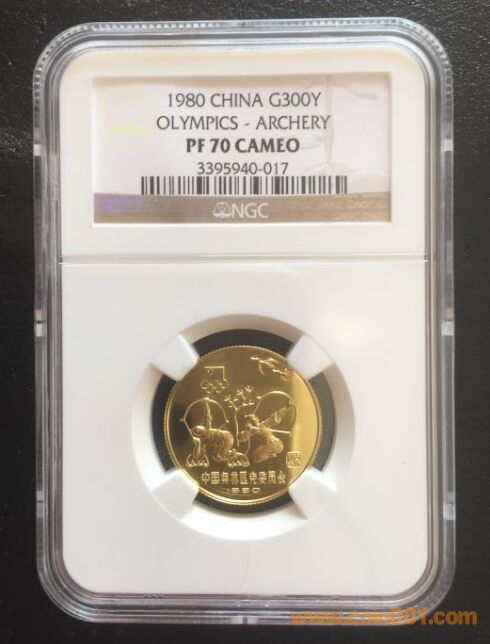 1980 CHINA G300Y
OLYMPICS - ARCHERY
PF 70 CAMEO
3395940-017
NGC
中国奥林匹克委员会
1980
www.coin001.com